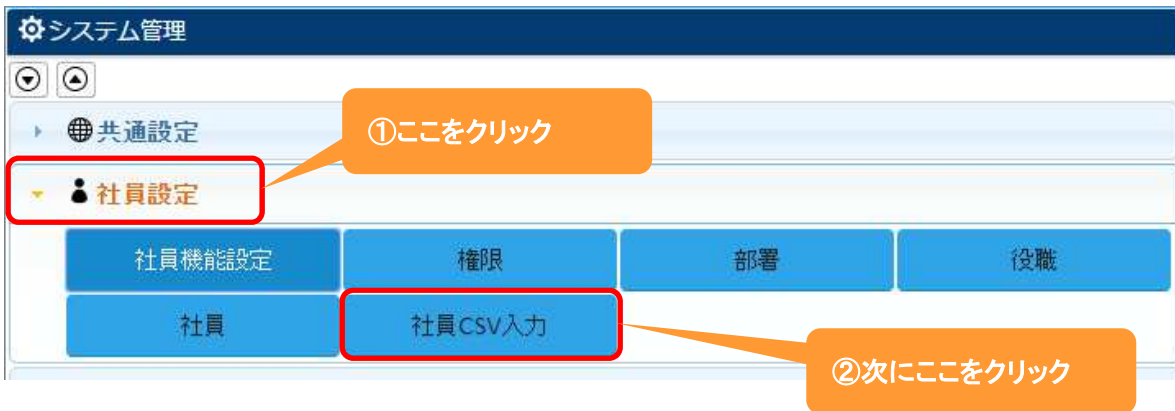 システム管理
共通設定
①ここをクリック
社員設定
社員機能設定
権限
部署
役職
社員
社員CSV入力
②次にここをクリック